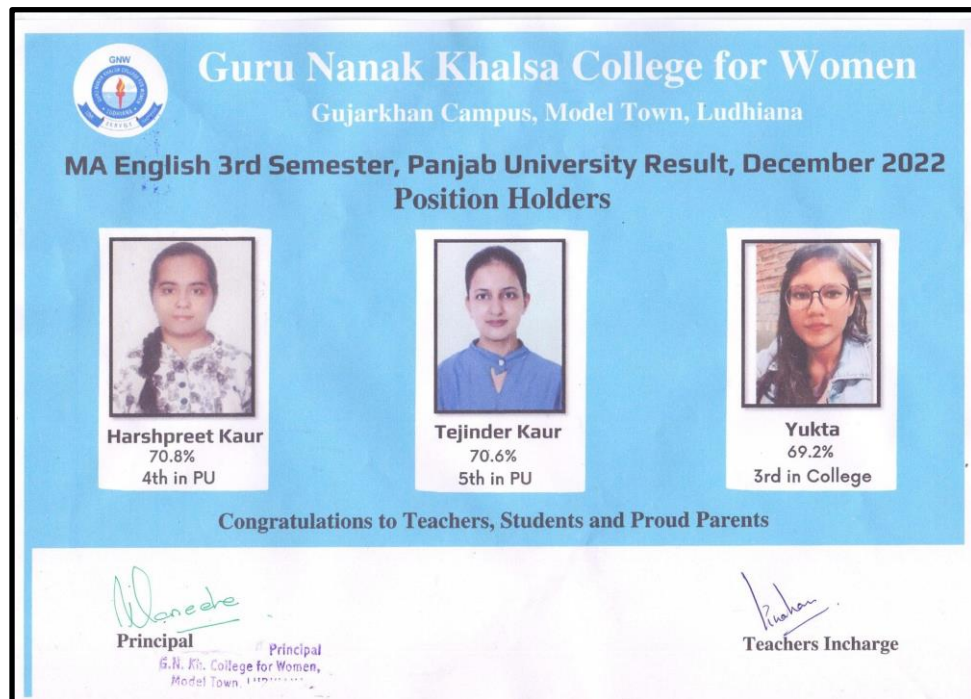 GNW
Guru Nanak Khalsa College for Women
Gujarkhan Campus, Model Town, Ludhiana
MA English 3rd Semester, Panjab University Result, December 2022
Position Holders
Harshpreet Kaur
70.8%
4th in PU
Tejinder Kaur
70.6%
5th in PU
Yukta
69.2%
3rd in College
Congratulations to Teachers, Students and Proud Parents
Principal
Principal
G.N. Kh. College for Women,
Model Town,
Teachers Incharge